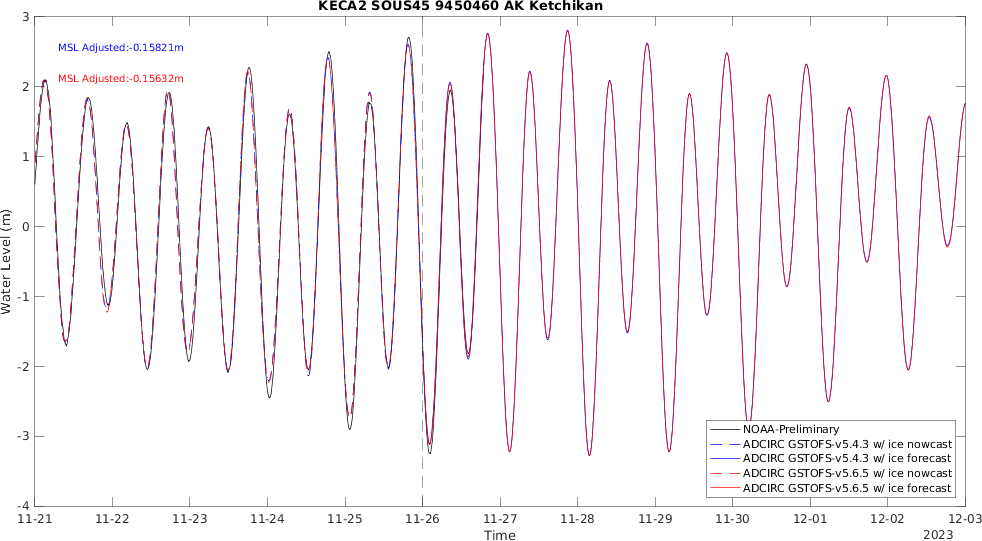 KECA2 SOUS45 9450460 AK Ketchikan
MSL Adjusted:-0.15821m
MSL Adjusted:-0.15632m
3
2
1
0
-1
-2
-3
-4
Water Level (m)
NOAA-Preliminary
ADCIRC GSTOFS-v5.4.3 w/ ice nowcast
ADCIRC GSTOFS-v5.4.3 w/ ice forecast
ADCIRC GSTOFS-v5.6.5 w/ ice nowcast
ADCIRC GSTOFS-v5.6.5 w/ ice forecast
11-21 11-22 11-23 11-24 11-25 11-26 11-27 11-28 11-29 11-30 12-01 12-02 12-03
Time
2023